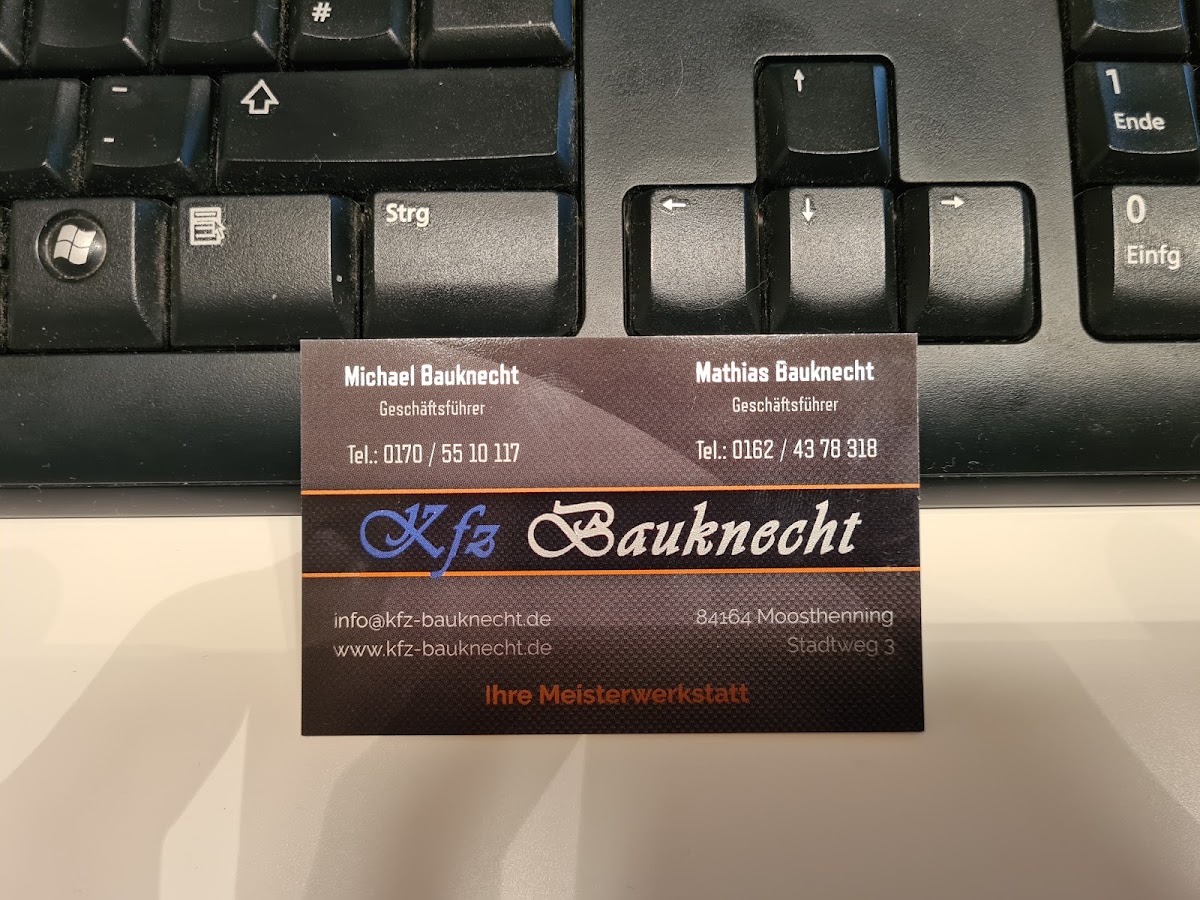 #
-
Strg
1
Ende
0
Einfg
Michael Bauknecht
Geschäftsführer
Tel.: 0170 / 55 10 117
Mathias Bauknecht
Geschäftsführer
Tel.: 0162 / 43 78 318
Kfz Bauknecht
info@kfz-bauknecht.de
www.kfz-bauknecht.de
84164 Moosthenning
Stadtweg 3
Ihre Meisterwerkstatt